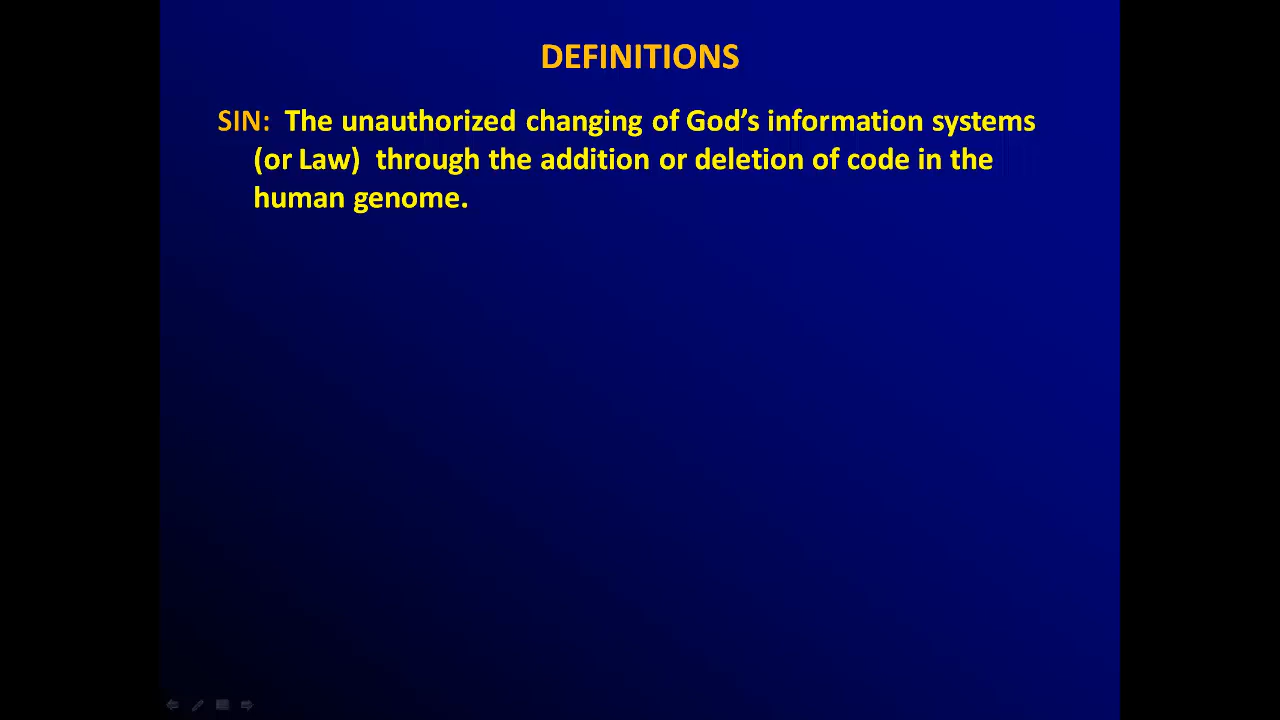 DEFINITIONS
SIN: The unauthorized changing of God’s information systems
(or Law) through the addition or deletion of code in the
human genome.